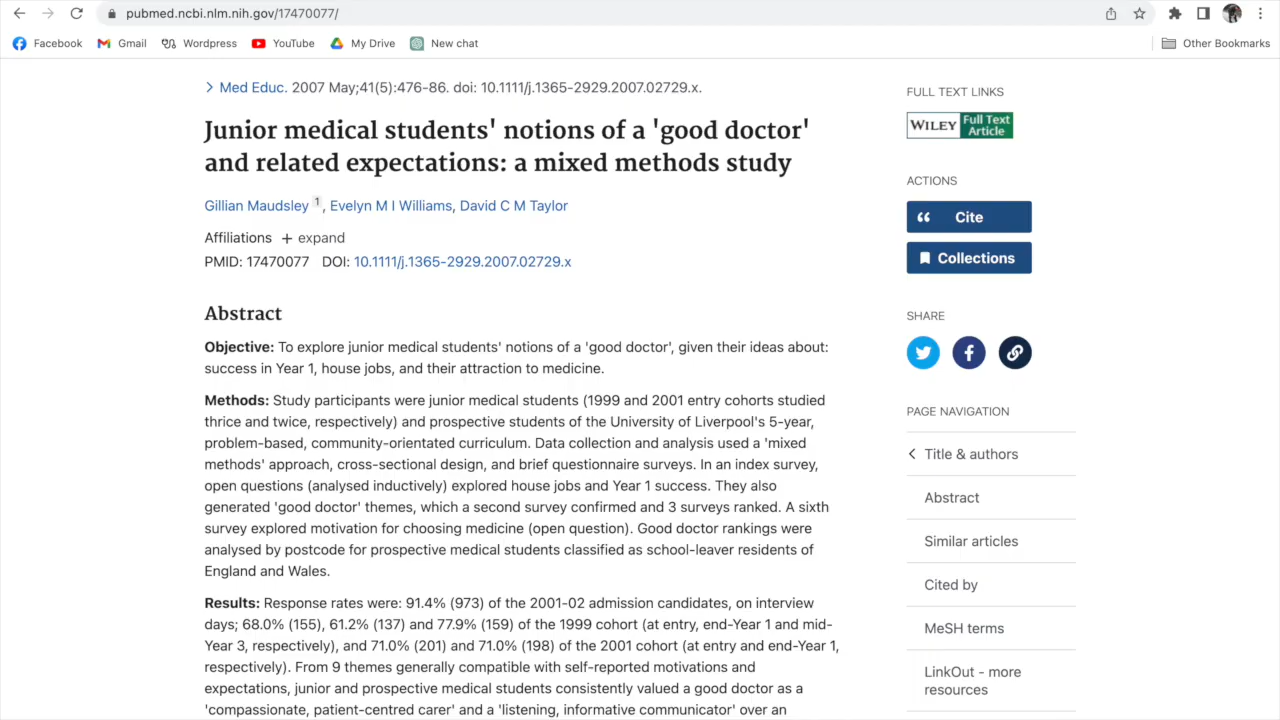 pubmed.ncbi.nlm.nih.gov/17470077/
Facebook
Gmail
Wordpress
YouTube
My Drive
New chat
Other Bookmarks
Med Educ. 2007 May;41(5):476-86. doi: 10.1111/j.1365-2929.2007.02729.x.
Junior medical students' notions of a 'good doctor'
and related expectations: a mixed methods study
Gillian Maudsley 1, Evelyn M I Williams, David C M Taylor
Affiliations + expand
PMID: 17470077 DOI: 10.1111/j.1365-2929.2007.02729.x
Abstract
Objective: To explore junior medical students' notions of a 'good doctor', given their ideas about:
success in Year 1, house jobs, and their attraction to medicine.
Methods: Study participants were junior medical students (1999 and 2001 entry cohorts studied
thrice and twice, respectively) and prospective students of the University of Liverpool's 5-year,
problem-based, community-orientated curriculum. Data collection and analysis used a 'mixed
methods' approach, cross-sectional design, and brief questionnaire surveys. In an index survey,
open questions (analysed inductively) explored house jobs and Year 1 success. They also
generated 'good doctor' themes, which a second survey confirmed and 3 surveys ranked. A sixth
survey explored motivation for choosing medicine (open question). Good doctor rankings were
analysed by postcode for prospective medical students classified as school-leaver residents of
England and Wales.
Results: Response rates were: 91.4% (973) of the 2001-02 admission candidates, on interview
days; 68.0% (155), 61.2% (137) and 77.9% (159) of the 1999 cohort (at entry, end-Year 1 and mid-
Year 3, respectively), and 71.0% (201) and 71.0% (198) of the 2001 cohort (at entry and end-Year 1,
respectively). From 9 themes generally compatible with self-reported motivations and
expectations, junior and prospective medical students consistently valued a good doctor as a
'compassionate, patient-centred carer' and a 'listening, informative communicator' over an
FULL TEXT LINKS
WILEY Full Text
Article
ACTIONS
Cite
Collections
SHARE
PAGE NAVIGATION
Title & authors
Abstract
Similar articles
Cited by
MeSH terms
LinkOut - more
resources